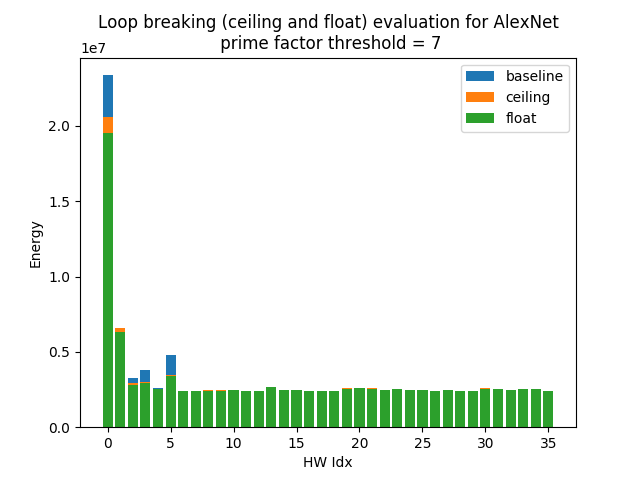 Loop breaking (ceiling and float) evaluation for AlexNet
prime factor threshold = 7
1e7
baseline
ceiling
float
2.0
1.5
1.0
0.5
0.0
Energy
0 5 10 15 20 25 30 35
HW Idx